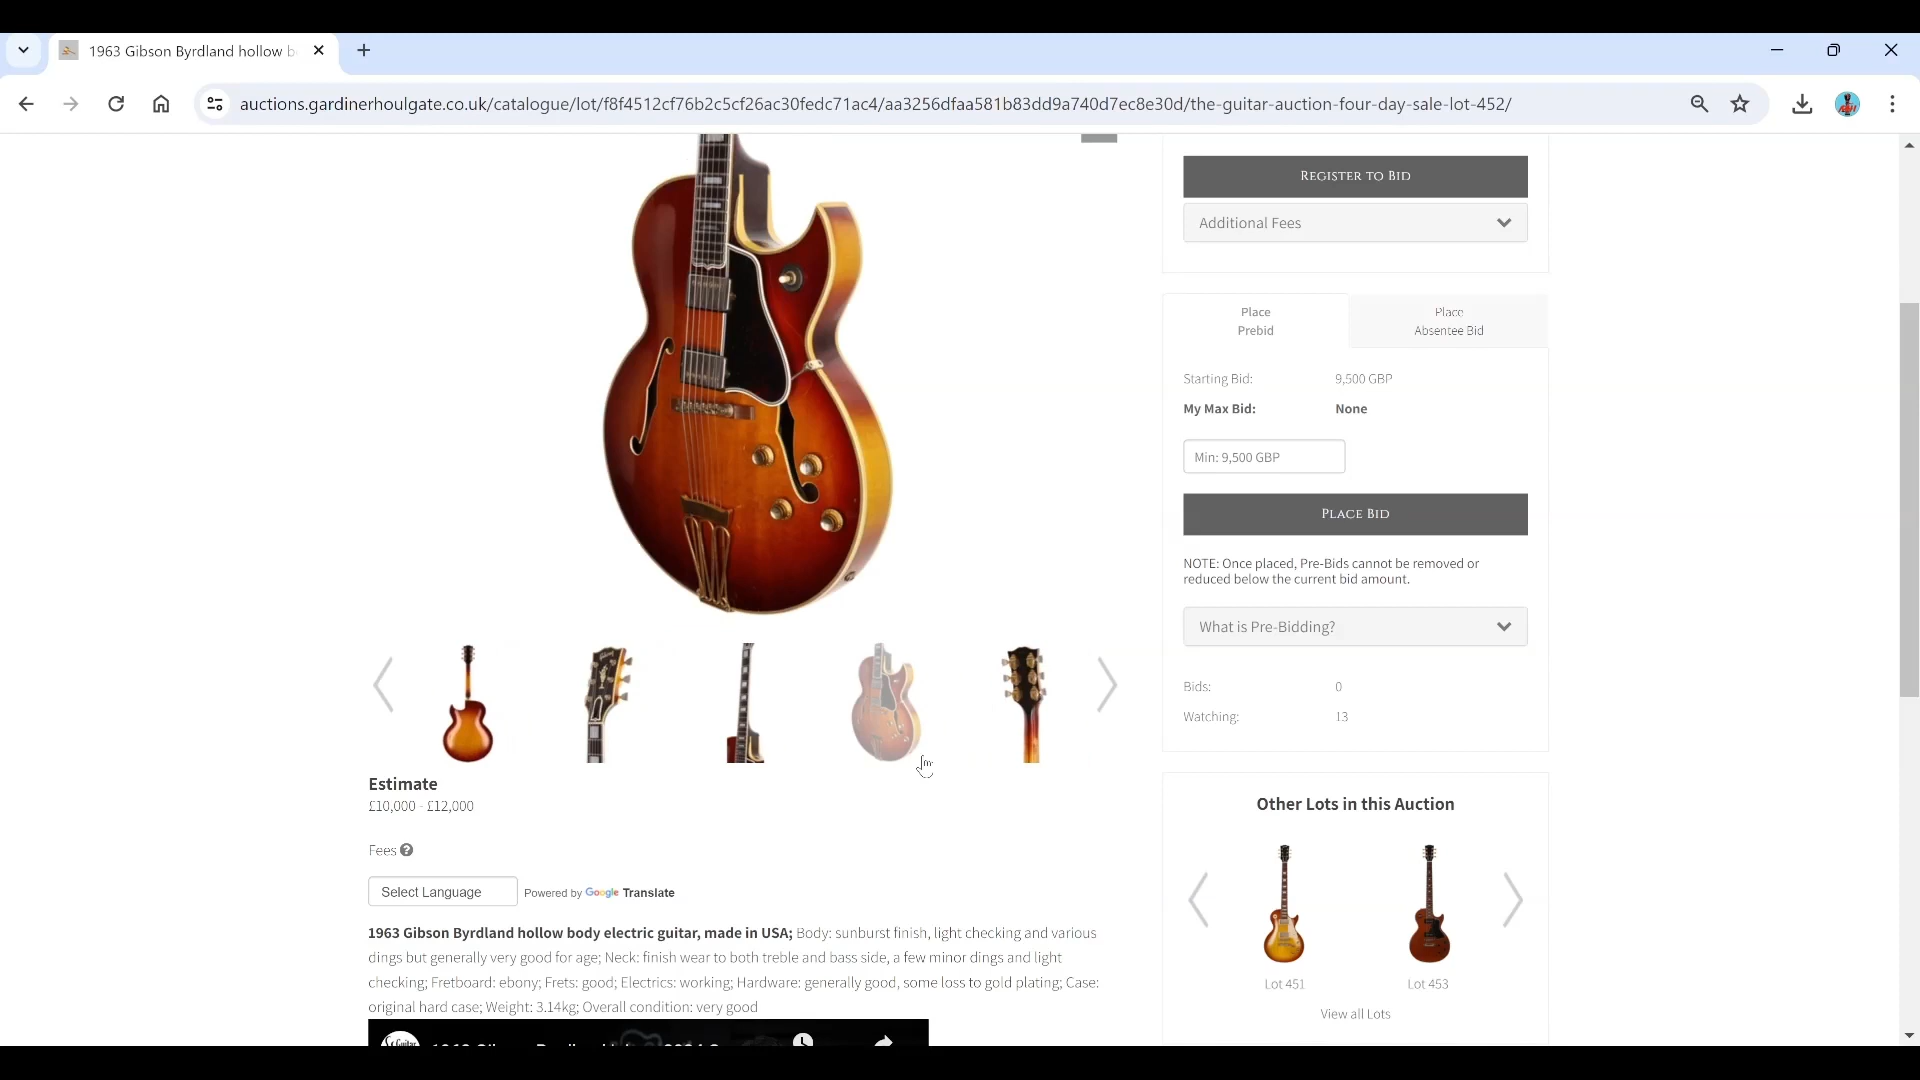 1963 Gibson Byrdland hollow b
auctions.gardinerhoulgate.co.uk/catalogue/lot/f8f4512cf76b2c5cf26ac30fedc71ac4/aa3256dfaa581b83dd9a740d7ec8e30d/the-guitar-auction-four-day-sale-lot-452/
Register to Bid
Additional Fees
Place
Prebid
Place
Absentee Bid
Starting Bid: 9,500 GBP
My Max Bid: None
Min: 9,500 GBP
Place Bid
NOTE: Once placed, Pre-Bids cannot be removed or
reduced below the current bid amount.
What is Pre-Bidding?
Bids: 0
Watching: 13
Estimate
£10,000 - £12,000
Fees
Select Language Powered by Google Translate
1963 Gibson Byrdland hollow body electric guitar, made in USA; Body: sunburst finish, light checking and various
dings but generally very good for age; Neck: finish wear to both treble and bass side, a few minor dings and light
checking; Fretboard: ebony; Frets: good; Electrics: working; Hardware: generally good, some loss to gold plating; Case:
original hard case; Weight: 3.14kg; Overall condition: very good
Other Lots in this Auction
Lot 451
Lot 453
View all Lots